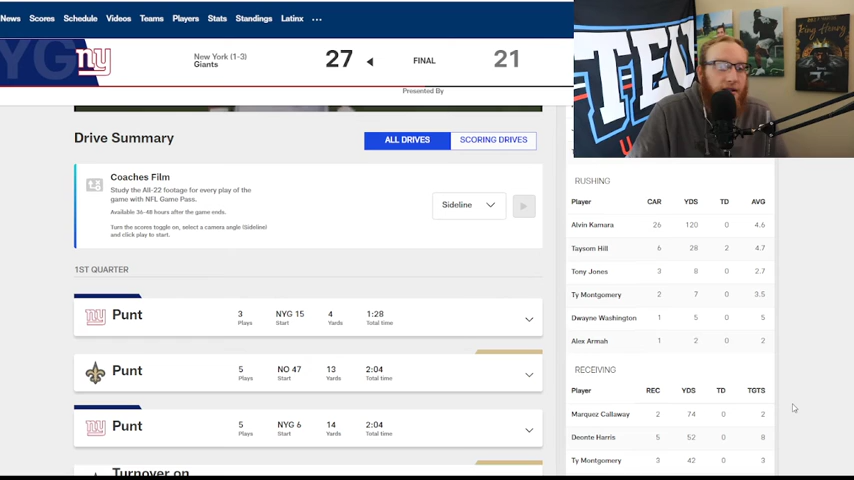 News Scores Schedule Videos Teams Players Stats Standings Latinx ...
YG ny New York (1-3) Giants 27 FINAL 21
Presented By
Drive Summary ALL DRIVES SCORING DRIVES
Coaches Film
Study the All-22 footage for every play of the
game with NFL Game Pass.
Available 36-48 hours after the game ends.
Turn the scores toggle on, select a camera angle (Sideline)
and click play to start.
Sideline
1ST QUARTER
ny Punt 3 Plays NYG 15 Start 4 Yards 1:28 Total time
Punt 5 Plays NO 47 Start 13 Yards 2:04 Total time
ny Punt 5 Plays NYG 6 Start 14 Yards 2:04 Total time
Turnover on
RUSHING
Player CAR YDS TD AVG
Alvin Kamara 26 120 0 4.6
Taysom Hill 6 28 2 4.7
Tony Jones 3 8 0 2.7
Ty Montgomery 2 7 0 3.5
Dwayne Washington 1 5 0 5
Alex Armah 1 2 0 2
RECEIVING
Player REC YDS TD TGTS
Marquez Callaway 2 74 0 2
Deonte Harris 5 52 0 8
Ty Montgomery 3 42 0 3
King Henry